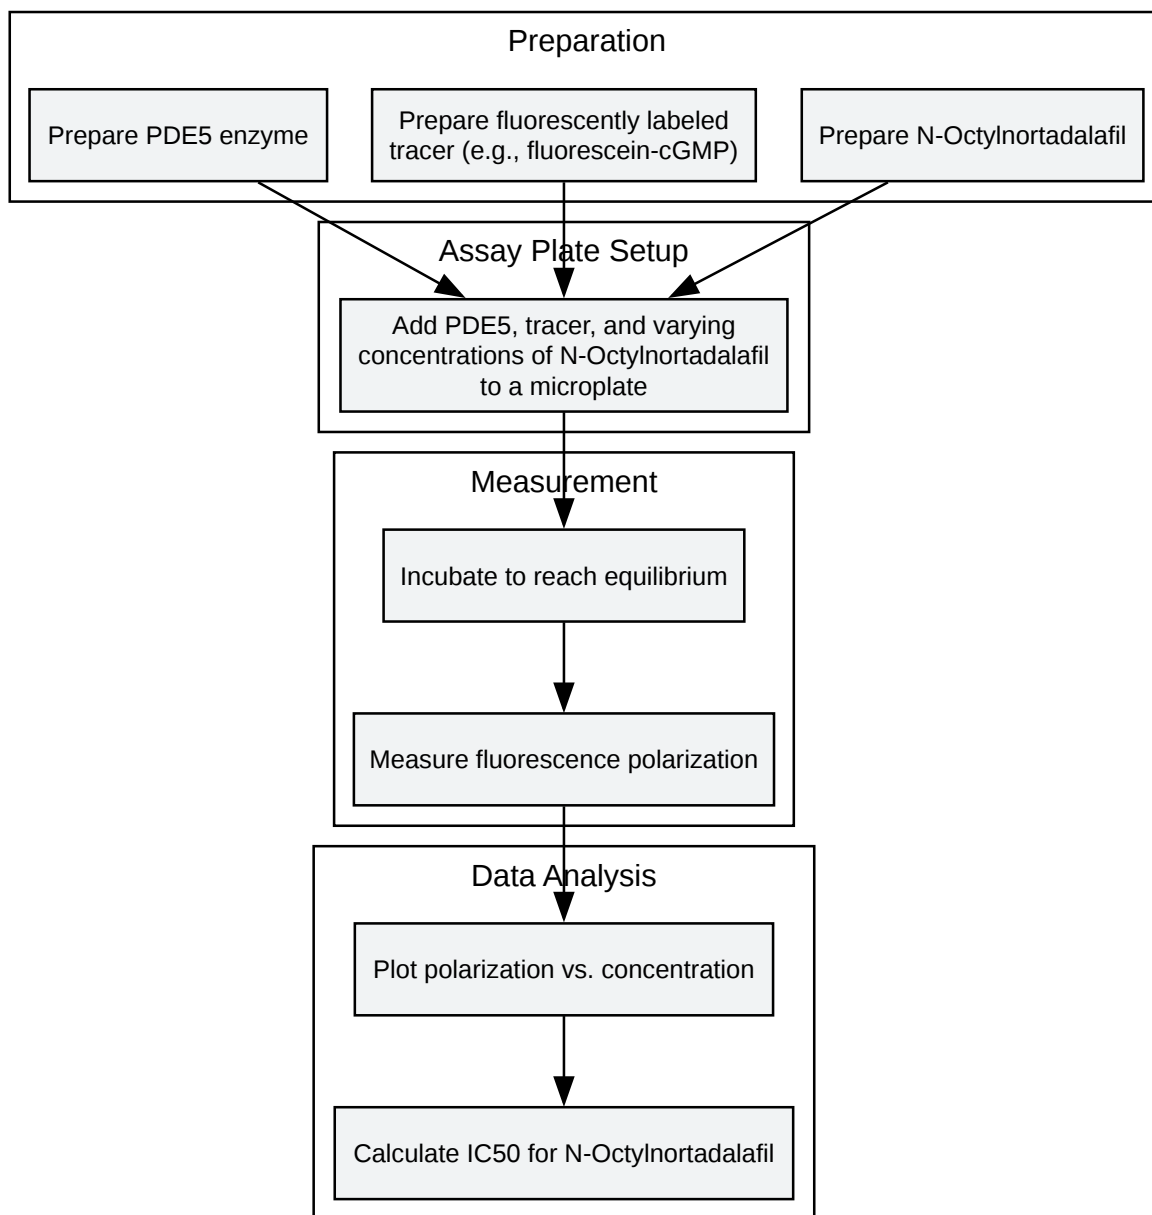 Preparation
Prepare PDE5 enzyme
Prepare fluorescently labeled
tracer (e.g., fluorescein-cGMP)
Prepare N-Octylnortadalafil
Assay Plate Setup
Add PDE5, tracer, and varying
concentrations of N-Octylnortadalafil
to a microplate
Measurement
Incubate to reach equilibrium
Measure fluorescence polarization
Data Analysis
Plot polarization vs. concentration
Calculate IC50 for N-Octylnortadalafil